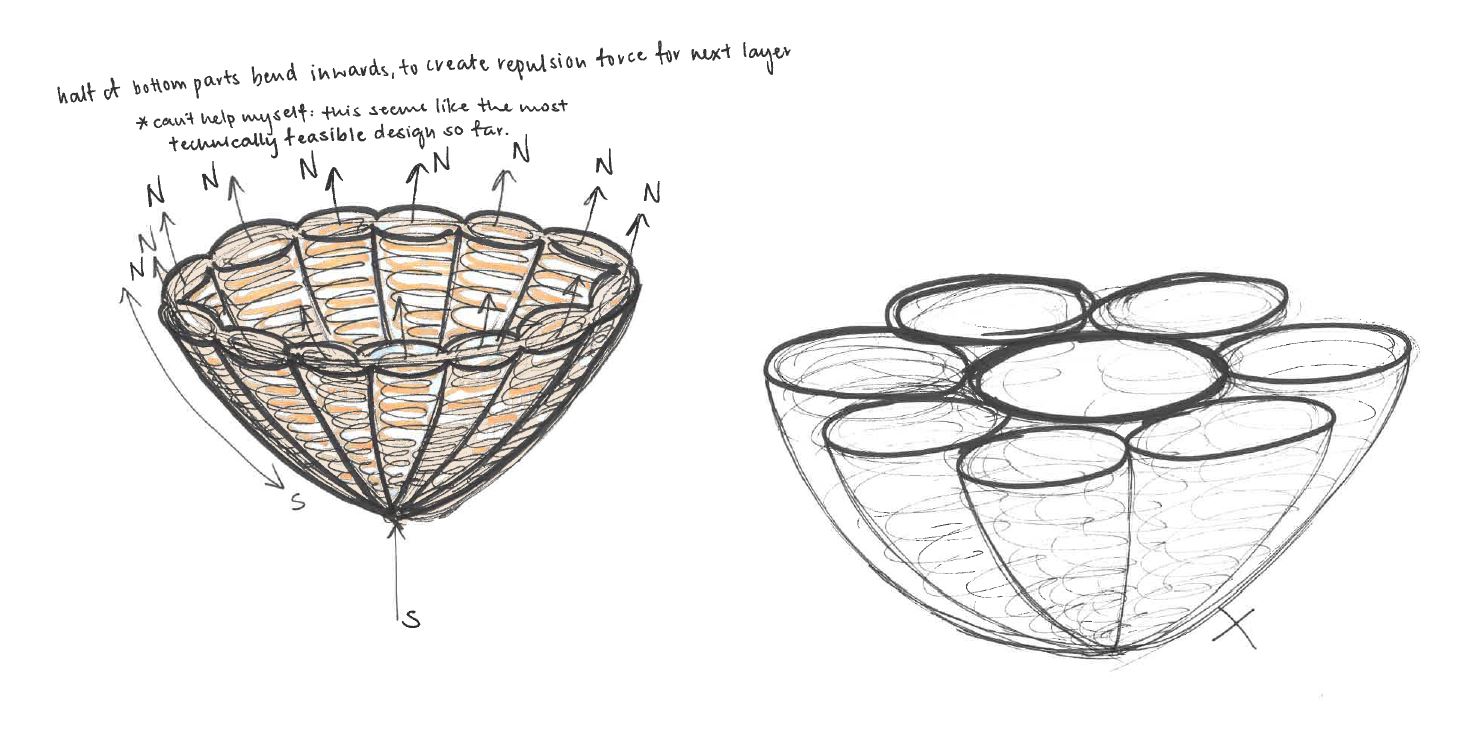 half of bottom parts bend inwards, to create repulsion force for next layer
* can't help myself: this seems like the most
technically feasible design so far.
N
N
N
N
N
N
N
N
N
S
S